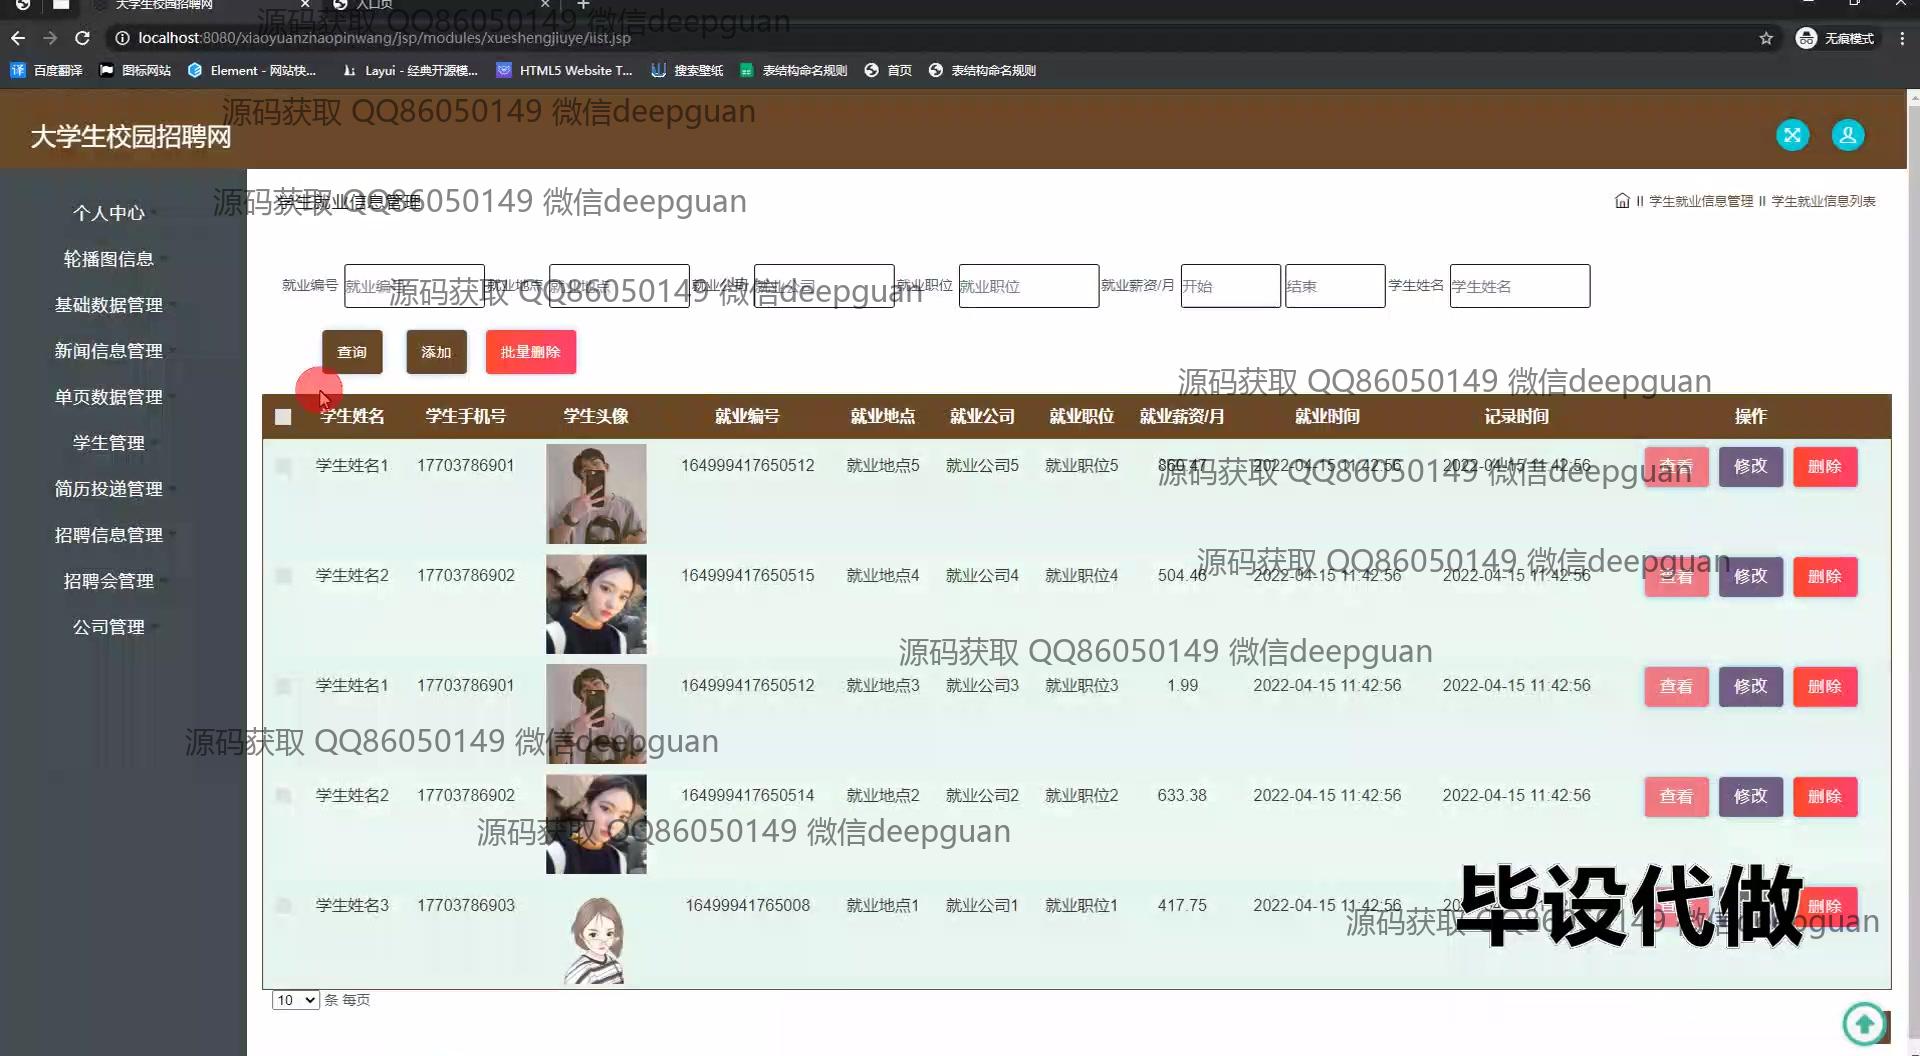 大学生校园招聘网
入口页
localhost:8080/xiaoyuanzhaopinwang/jsp/modules/xueshengjiuye/list.jsp
无痕模式
百度翻译
图标网站
Element - 网站快...
Layui - 经典开源模...
HTML5 Website T...
搜索壁纸
表结构命名规则
首页
表结构命名规则
源码获取 QQ86050149 微信deepguan
源码获取 QQ86050149 微信deepguan
大学生校园招聘网
个人中心
轮播图信息
基础数据管理
新闻信息管理
单页数据管理
学生管理
简历投递管理
招聘信息管理
招聘会管理
公司管理
学生就业信息管理
源码获取 QQ86050149 微信deepguan
学生就业信息管理 学生就业信息列表
就业编号 就业编号 就业地点 就业地点 就业公司 就业公司 就业职位 就业职位 就业薪资/月 开始 结束 学生姓名 学生姓名
源码获取 QQ86050149 微信deepguan
查询 添加 批量删除
源码获取 QQ86050149 微信deepguan
学生姓名 学生手机号 学生头像 就业编号 就业地点 就业公司 就业职位 就业薪资/月 就业时间 记录时间 操作
学生姓名1 17703786901 164999417650512 就业地点5 就业公司5 就业职位5 860.47 2022-04-15 11:42:56 2022-04-15 11:42:56 查看 修改 删除
源码获取 QQ86050149 微信deepguan
学生姓名2 17703786902 164999417650515 就业地点4 就业公司4 就业职位4 504.46 2022-04-15 11:42:56 2022-04-15 11:42:56 查看 修改 删除
源码获取 QQ86050149 微信deepguan
源码获取 QQ86050149 微信deepguan
学生姓名1 17703786901 164999417650512 就业地点3 就业公司3 就业职位3 1.99 2022-04-15 11:42:56 2022-04-15 11:42:56 查看 修改 删除
源码获取 QQ86050149 微信deepguan
学生姓名2 17703786902 164999417650514 就业地点2 就业公司2 就业职位2 633.38 2022-04-15 11:42:56 2022-04-15 11:42:56 查看 修改 删除
源码获取 QQ86050149 微信deepguan
学生姓名3 17703786903 16499941765008 就业地点1 就业公司1 就业职位1 417.75 2022-04-15 11:42:56 删除
毕设代做
源码获取 QQ86050149 微信deepguan
10 条 每页